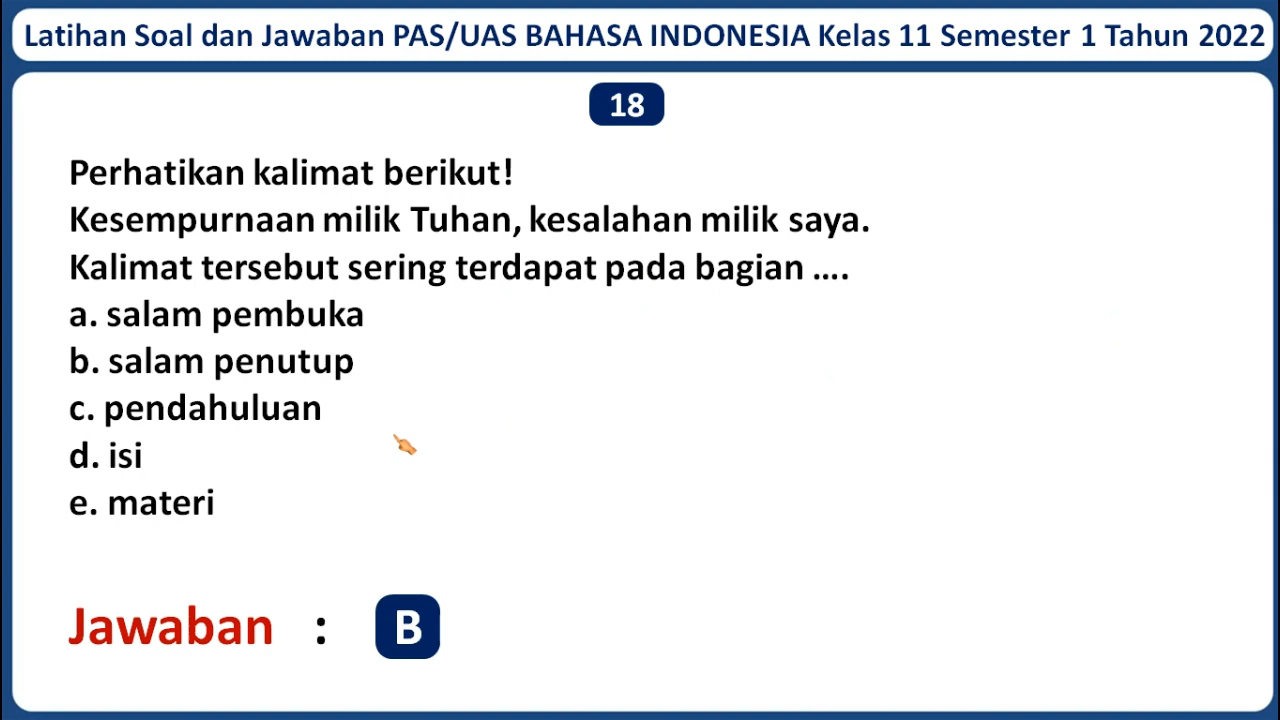 Latihan Soal dan Jawaban PAS/UAS BAHASA INDONESIA Kelas 11 Semester 1 Tahun 2022
18
Perhatikan kalimat berikut!
Kesempurnaan milik Tuhan, kesalahan milik saya.
Kalimat tersebut sering terdapat pada bagian ....
a. salam pembuka
b. salam penutup
c. pendahuluan
d. isi
e. materi
Jawaban : B